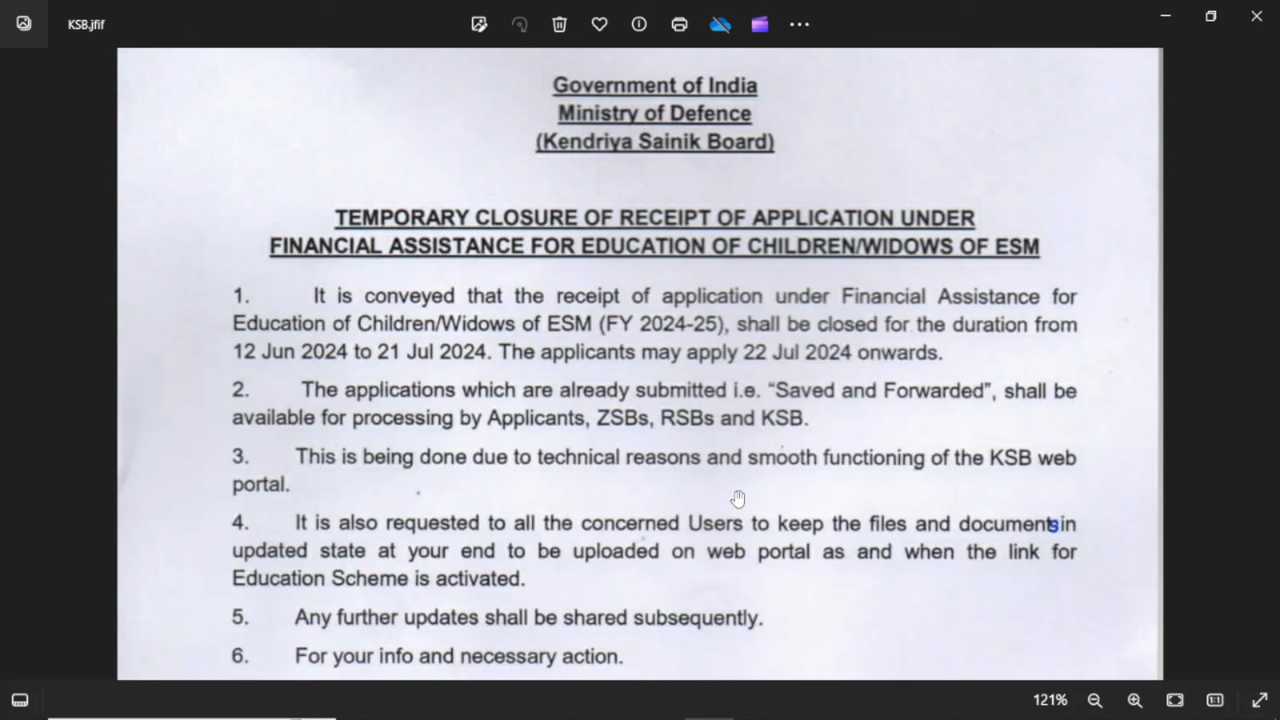 KSB.jfif
Government of India
Ministry of Defence
(Kendriya Sainik Board)
TEMPORARY CLOSURE OF RECEIPT OF APPLICATION UNDER
FINANCIAL ASSISTANCE FOR EDUCATION OF CHILDREN/WIDOWS OF ESM
1. It is conveyed that the receipt of application under Financial Assistance for
Education of Children/Widows of ESM (FY 2024-25), shall be closed for the duration from
12 Jun 2024 to 21 Jul 2024. The applicants may apply 22 Jul 2024 onwards.
2. The applications which are already submitted i.e. “Saved and Forwarded”, shall be
available for processing by Applicants, ZSBs, RSBs and KSB.
3. This is being done due to technical reasons and smooth functioning of the KSB web
portal.
4. It is also requested to all the concerned Users to keep the files and documents in
updated state at your end to be uploaded on web portal as and when the link for
Education Scheme is activated.
5. Any further updates shall be shared subsequently.
6. For your info and necessary action.
121%
1:1